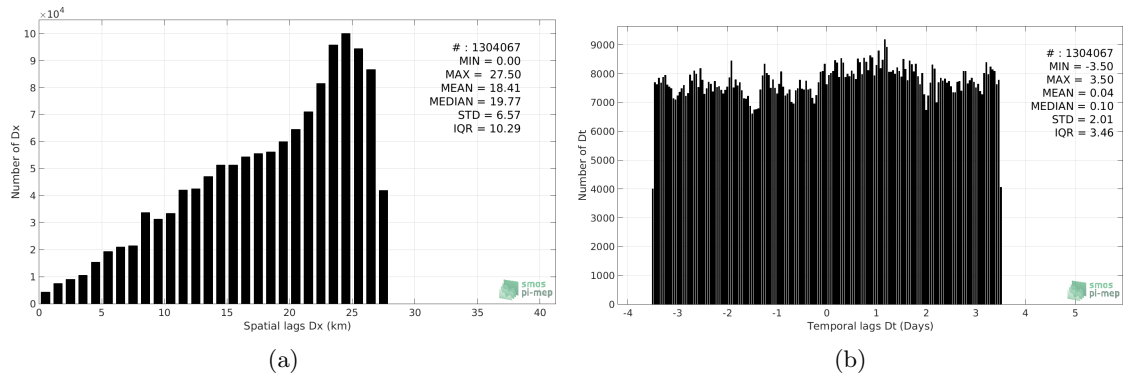 ×10⁴
10
9
8
7
6
5
4
3
2
1
0
Number of Dx
# : 1304067
MIN = 0.00
MAX = 27.50
MEAN = 18.41
MEDIAN = 19.77
STD = 6.57
IQR = 10.29
smos
pi-mep
0 5 10 15 20 25 30 35 40
Spatial lags Dx (km)
(a)
9000
8000
7000
6000
5000
4000
3000
2000
1000
0
Number of Dt
# : 1304067
MIN = -3.50
MAX = 3.50
MEAN = 0.04
MEDIAN = 0.10
STD = 2.01
IQR = 3.46
smos
pi-mep
-4 -3 -2 -1 0 1 2 3 4 5
Temporal lags Dt (Days)
(b)